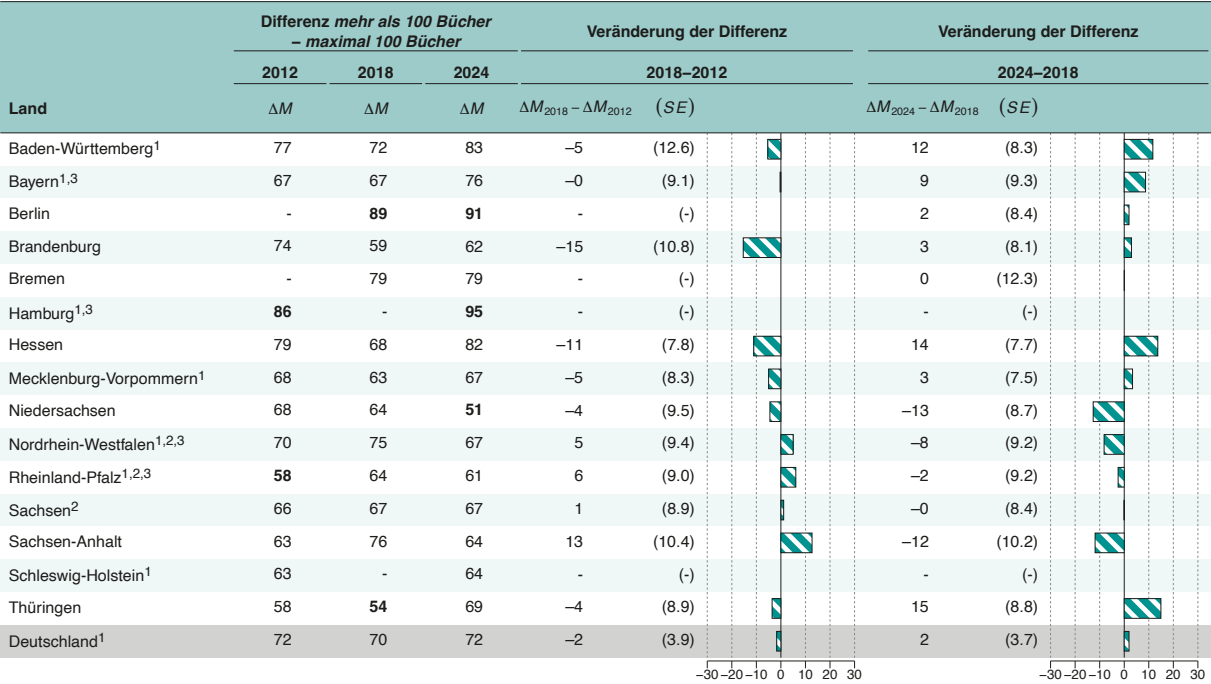 Differenz mehr als 100 Bücher – maximal 100 Bücher Veränderung der Differenz Veränderung der Differenz
2012 2018 2024 2018–2012 2024–2018
Land ΔM ΔM ΔM ΔM2018 – ΔM2012 (SE) ΔM2024 – ΔM2018 (SE)
Baden-Württemberg1 77 72 83 –5 (12.6) 12 (8.3)
Bayern1,3 67 67 76 –0 (9.1) 9 (9.3)
Berlin - 89 91 - (-) 2 (8.4)
Brandenburg 74 59 62 –15 (10.8) 3 (8.1)
Bremen - 79 79 - (-) 0 (12.3)
Hamburg1,3 86 - 95 - (-) - (-)
Hessen 79 68 82 –11 (7.8) 14 (7.7)
Mecklenburg-Vorpommern1 68 63 67 –5 (8.3) 3 (7.5)
Niedersachsen 68 64 51 –4 (9.5) –13 (8.7)
Nordrhein-Westfalen1,2,3 70 75 67 5 (9.4) –8 (9.2)
Rheinland-Pfalz1,2,3 58 64 61 6 (9.0) –2 (9.2)
Sachsen2 66 67 67 1 (8.9) –0 (8.4)
Sachsen-Anhalt 63 76 64 13 (10.4) –12 (10.2)
Schleswig-Holstein1 63 - 64 - (-) - (-)
Thüringen 58 54 69 –4 (8.9) 15 (8.8)
Deutschland1 72 70 72 –2 (3.9) 2 (3.7)
–30 –20 –10 0 10 20 30 –30 –20 –10 0 10 20 30